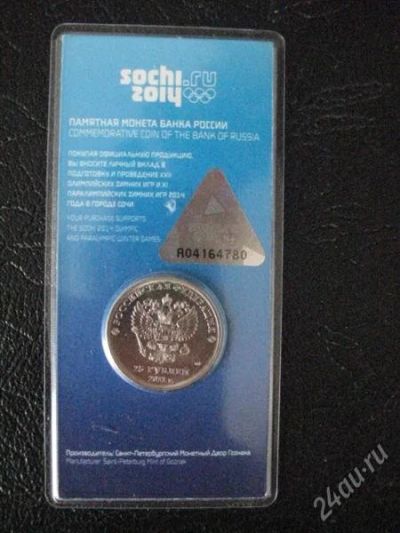 sochi.ru
2014
ПАМЯТНАЯ МОНЕТА БАНКА РОССИИ
COMMEMORATIVE COIN OF THE BANK OF RUSSIA
ПОКУПАЯ ОФИЦИАЛЬНУЮ ПРОДУКЦИЮ,
ВЫ ВНОСИТЕ ЛИЧНЫЙ ВКЛАД В
ПОДГОТОВКУ И ПРОВЕДЕНИЕ XXII
ОЛИМПИЙСКИХ ЗИМНИХ ИГР И XI
ПАРАЛИМПИЙСКИХ ЗИМНИХ ИГР 2014
ГОДА В ГОРОДЕ СОЧИ
YOUR PURCHASE SUPPORTS
THE SOCHI 2014 OLYMPIC
AND PARALYMPIC WINTER GAMES
A04164780
РОССИЙСКАЯ ФЕДЕРАЦИЯ
25 РУБЛЕЙ
Производитель: Санкт-Петербургский Монетный Двор Гознака
Manufacturer: Saint-Petersburg Mint of Goznak
24au.ru